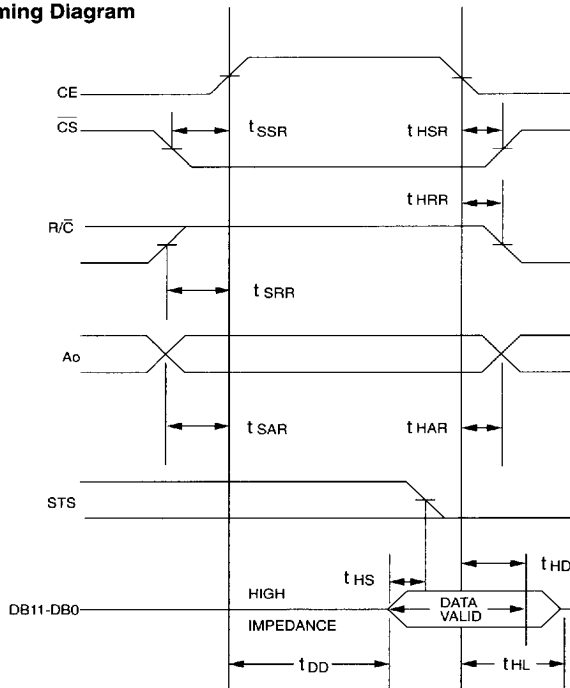 ming Diagram
CE
C̅S̅
t SSR
t HSR
t HRR
R/C̅
t SRR
Ao
t SAR
t HAR
STS
t HS
t HD
DB11-DB0
HIGH
IMPEDANCE
DATA
VALID
t DD
t HL